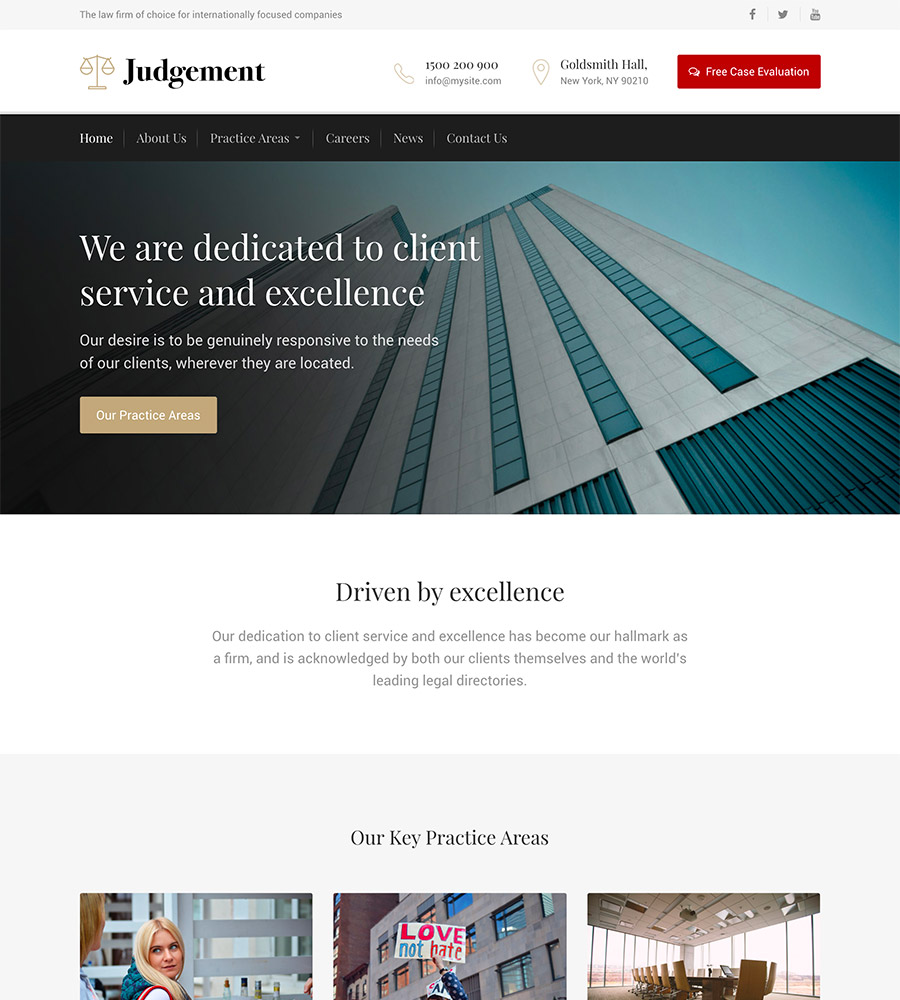 The law firm of choice for internationally focused companies
Judgement
1500 200 900
info@mysite.com
Goldsmith Hall,
New York, NY 90210
Free Case Evaluation
Home
About Us
Practice Areas
Careers
News
Contact Us
We are dedicated to client
service and excellence
Our desire is to be genuinely responsive to the needs
of our clients, wherever they are located.
Our Practice Areas
Driven by excellence
Our dedication to client service and excellence has become our hallmark as
a firm, and is acknowledged by both our clients themselves and the world's
leading legal directories.
Our Key Practice Areas
LOVE
not hate